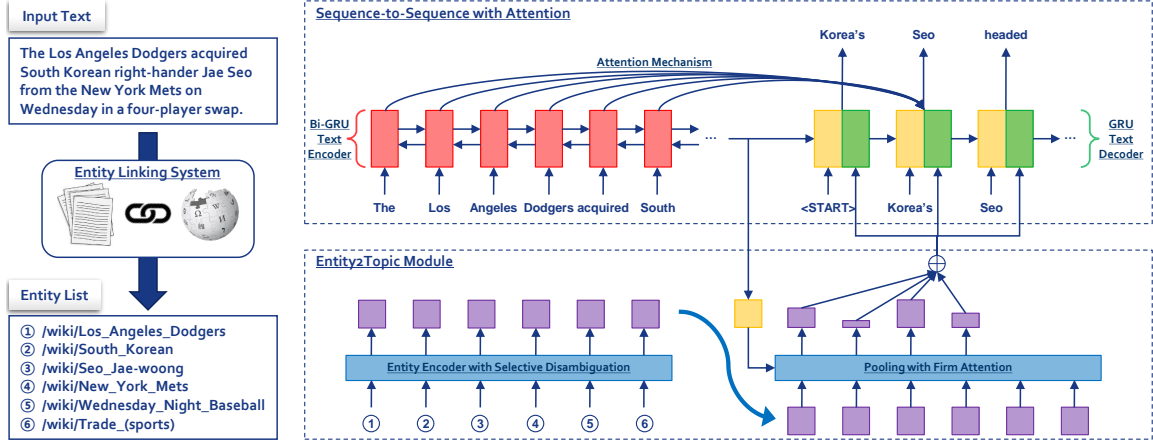 Input Text
The Los Angeles Dodgers acquired
South Korean right-hander Jae Seo
from the New York Mets on
Wednesday in a four-player swap.
Entity Linking System
Entity List
① /wiki/Los_Angeles_Dodgers
② /wiki/South_Korean
③ /wiki/Seo_Jae-woong
④ /wiki/New_York_Mets
⑤ /wiki/Wednesday_Night_Baseball
⑥ /wiki/Trade_(sports)
Sequence-to-Sequence with Attention
Korea's Seo headed
Attention Mechanism
Bi-GRU
Text
Encoder
...
...
GRU
Text
Decoder
The Los Angeles Dodgers acquired South <START> Korea's Seo
Entity2Topic Module
Entity Encoder with Selective Disambiguation
Pooling with Firm Attention
① ② ③ ④ ⑤ ⑥